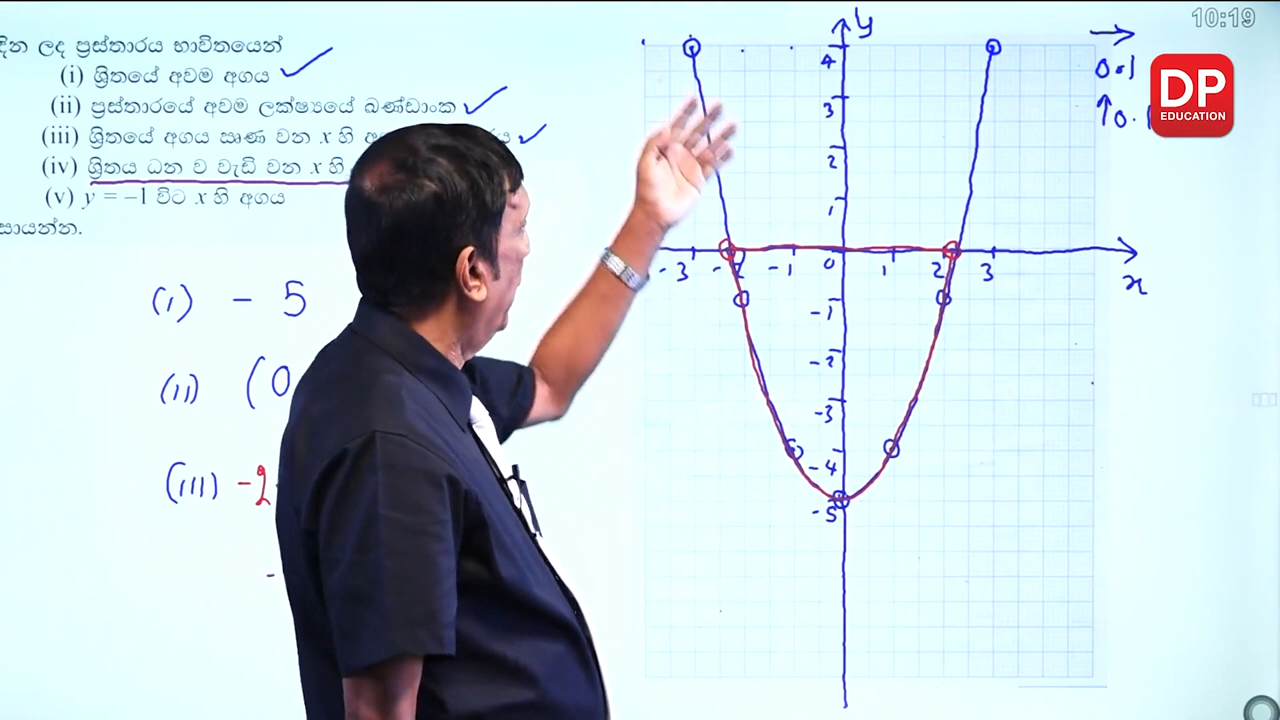 දින ලද ප්‍රස්තාරය භාවිතයෙන්
(i) ශ්‍රිතයේ අවම අගය
(ii) ප්‍රස්තාරයේ අවම ලක්ෂ්‍යයේ ඛණ්ඩාංක
(iii) ශ්‍රිතයේ අගය ඍණ වන x හි
(iv) ශ්‍රිතය ධන ව වැඩි වන x හි
(v) y = –1 විට x හි අගය
සොයන්න.
(i) - 5
(ii) (0
(iii) -2
y
4
3
2
1
-3 -2 -1 0 1 2 3
x
-1
-2
-3
-4
-5
10:19
→
0.1
↑0.
DP
EDUCATION